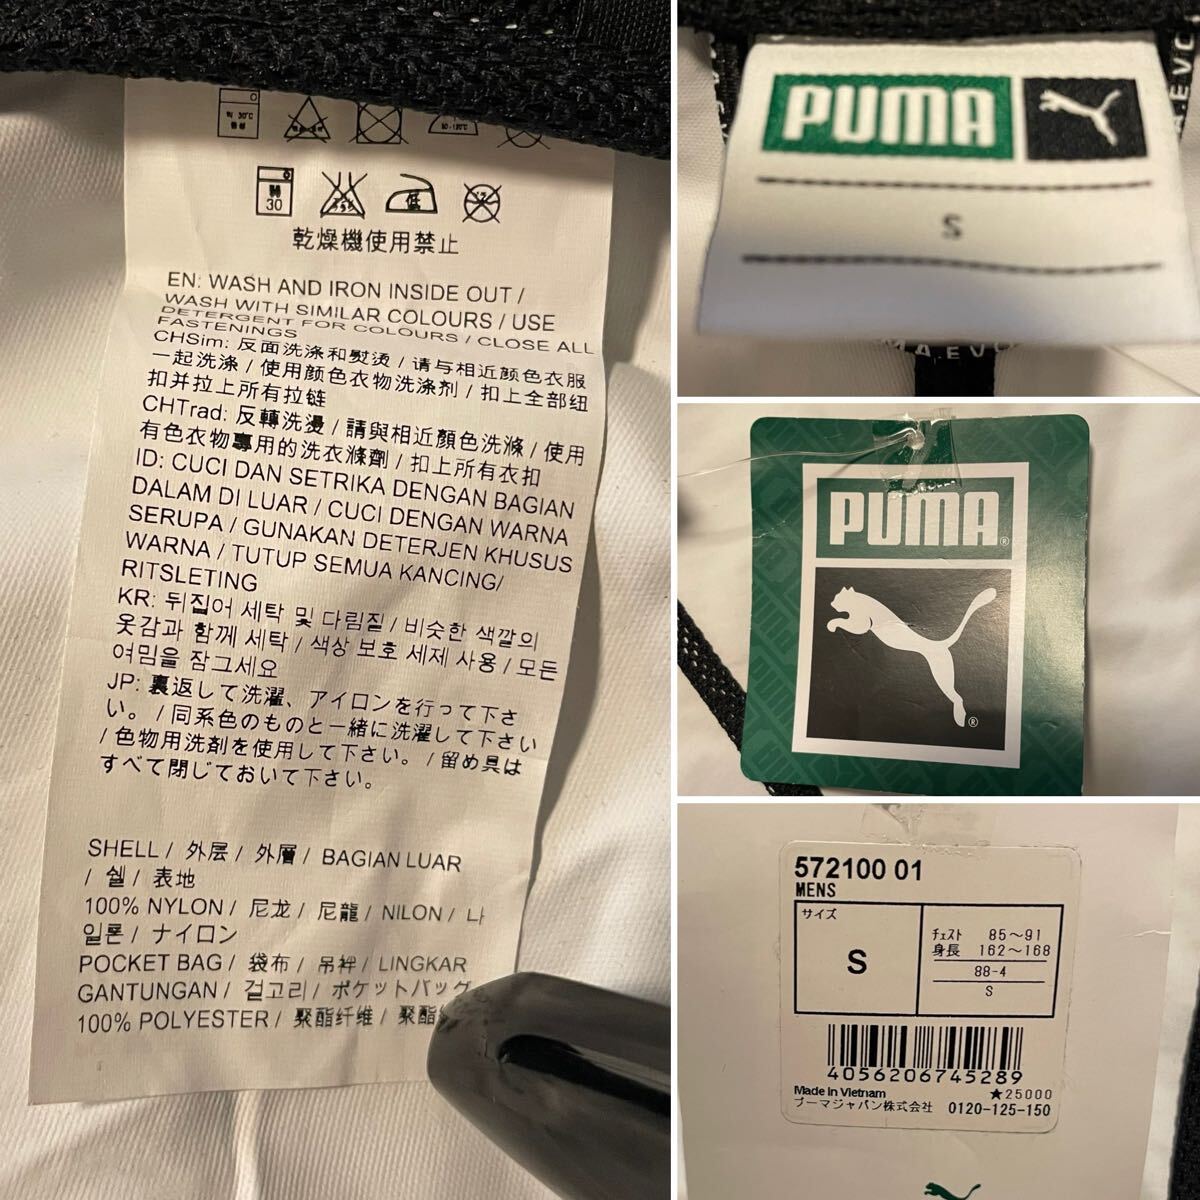 30
低
乾燥機使用禁止
EN: WASH AND IRON INSIDE OUT /
WASH WITH SIMILAR COLOURS / USE
DETERGENT FOR COLOURS / CLOSE ALL
FASTENINGS
CHSim: 反面洗涤和熨烫 / 请与相近颜色衣服
一起洗涤 / 使用颜色衣物洗涤剂 / 扣上全部纽
扣并拉上所有拉链
CHTrad: 反轉洗燙 / 請與相近顏色洗滌 / 使用
有色衣物專用的洗衣滌劑 / 扣上所有衣扣
ID: CUCI DAN SETRIKA DENGAN BAGIAN
DALAM DI LUAR / CUCI DENGAN WARNA
SERUPA / GUNAKAN DETERJEN KHUSUS
WARNA / TUTUP SEMUA KANCING/
RITSLETING
KR: 뒤집어 세탁 및 다림질 / 비슷한 색깔의
옷감과 함께 세탁 / 색상 보호 세제 사용 / 모든
여밈을 잠그세요
JP: 裏返して洗濯、アイロンを行って下さ
い。 / 同系色のものと一緒に洗濯して下さい
/ 色物用洗剤を使用して下さい。 / 留め具は
すべて閉じておいて下さい。
SHELL / 外层 / 外層 / BAGIAN LUAR
/ 쉘 / 表地
100% NYLON / 尼龙 / 尼龍 / NILON / 나
일론 / ナイロン
POCKET BAG / 袋布 / 吊袢 / LINGKAR
GANTUNGAN / 걸고리 / ポケットバッグ
100% POLYESTER / 聚酯纤维 / 聚酯
PUMA
S
PUMA®
®
572100 01
MENS
サイズ
S
チェスト 85～91
身長 162～168
88-4
S
4056206745289
Made in Vietnam ★25000
プーマジャパン株式会社 0120-125-150